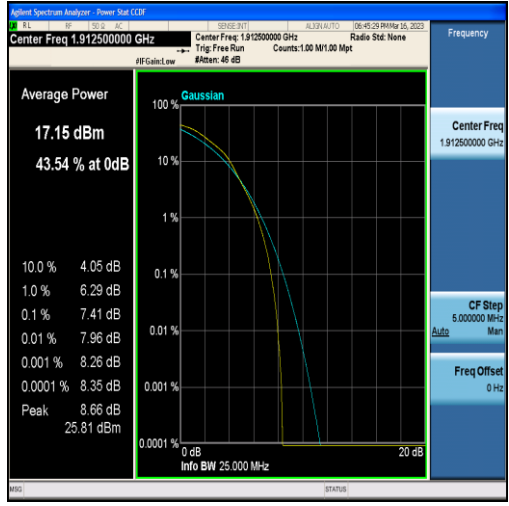 Agilent Spectrum Analyzer - Power Stat CCDF
RL RF 50 Ω AC SENSE:INT ALIGN AUTO 06:45:29 PM Mar 16, 2023
Center Freq 1.912500000 GHz
Center Freq: 1.912500000 GHz Radio Std: None
Trig: Free Run Counts:1.00 M/1.00 Mpt
#IFGain:Low #Atten: 46 dB
Frequency
Average Power
17.15 dBm
43.54 % at 0dB
10.0 % 4.05 dB
1.0 % 6.29 dB
0.1 % 7.41 dB
0.01 % 7.96 dB
0.001 % 8.26 dB
0.0001 % 8.35 dB
Peak 8.66 dB
25.81 dBm
Gaussian
100 %
10 %
1 %
0.1 %
0.01 %
0.001 %
0.0001 %
0 dB 20 dB
Info BW 25.000 MHz
Center Freq
1.912500000 GHz
CF Step
5.000000 MHz
Auto Man
Freq Offset
0 Hz
MSG STATUS